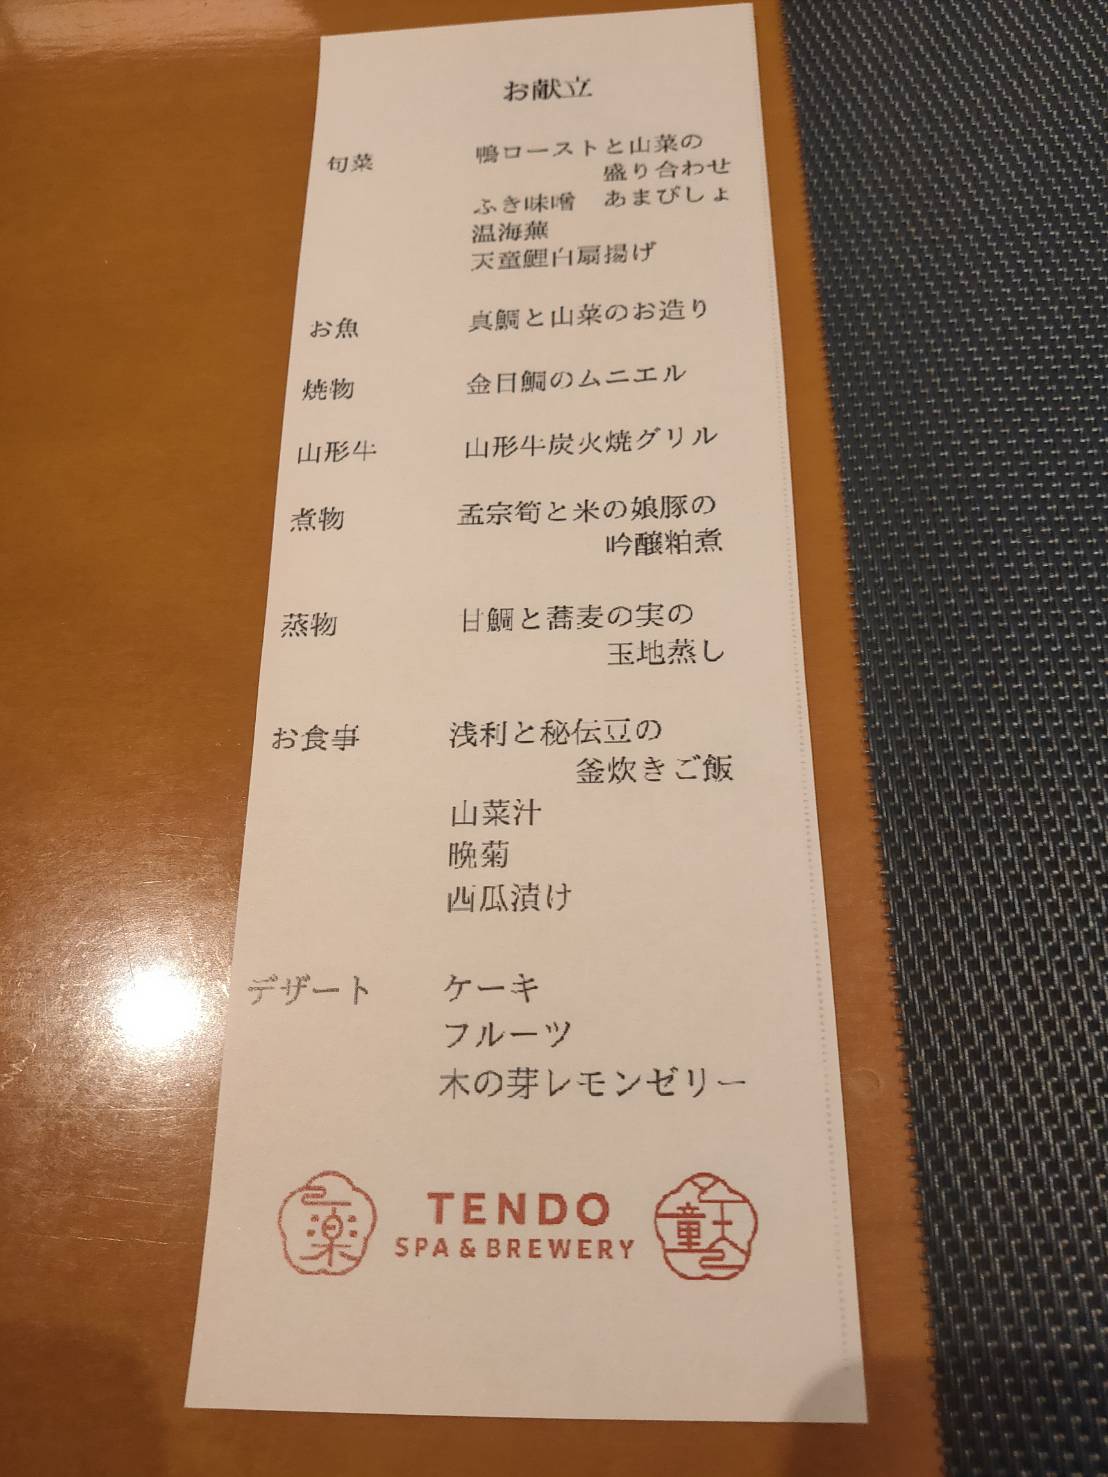 お献立
旬菜 鴨ローストと山菜の
盛り合わせ
ふき味噌 あまびしょ
温海蕪
天童鯉白扇揚げ
お魚 真鯛と山菜のお造り
焼物 金目鯛のムニエル
山形牛 山形牛炭火焼グリル
煮物 孟宗筍と米の娘豚の
吟醸粕煮
蒸物 甘鯛と蕎麦の実の
玉地蒸し
お食事 浅利と秘伝豆の
釜炊きご飯
山菜汁
晩菊
西瓜漬け
デザート ケーキ
フルーツ
木の芽レモンゼリー
楽 TENDO 天童
SPA & BREWERY